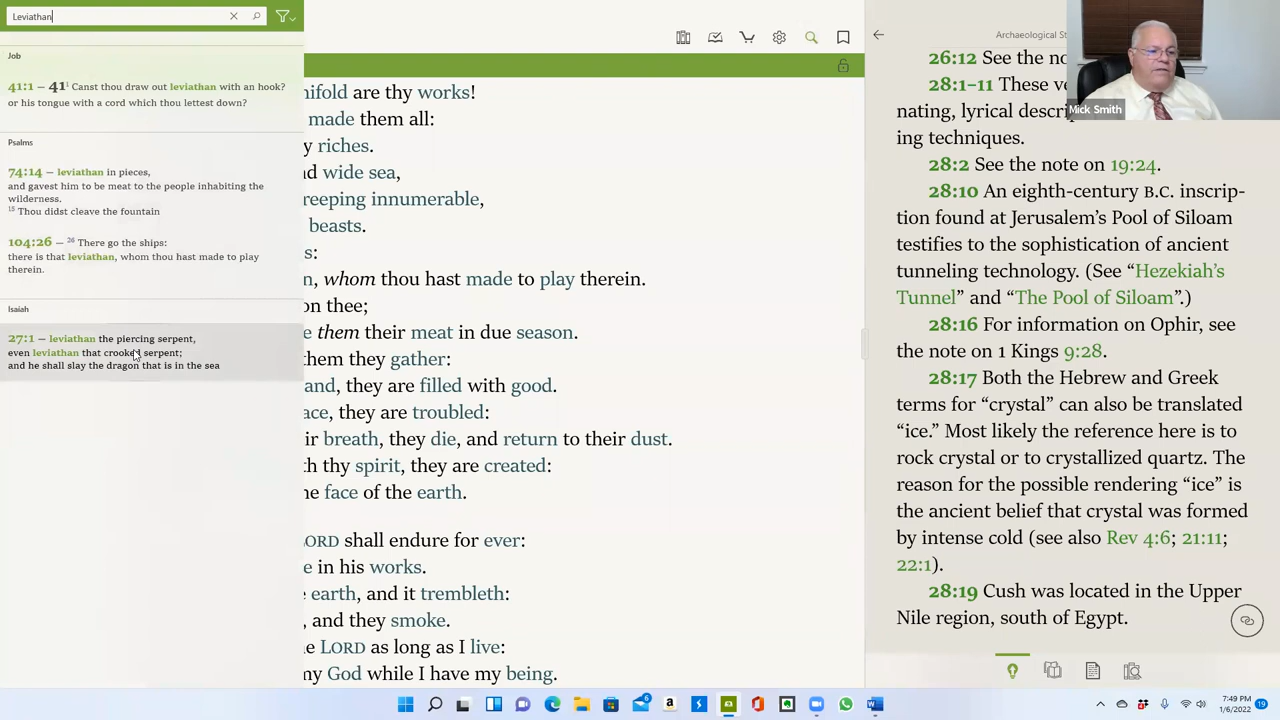 Leviathan
Job
41:1 – 41¹ Canst thou draw out leviathan with an hook?
or his tongue with a cord which thou lettest down?
Psalms
74:14 – leviathan in pieces,
and gavest him to be meat to the people inhabiting the
wilderness.
15 Thou didst cleave the fountain
104:26 – 26 There go the ships:
there is that leviathan, whom thou hast made to play
therein.
Isaiah
27:1 – leviathan the piercing serpent,
even leviathan that crooked serpent;
and he shall slay the dragon that is in the sea
nifold are thy works!
made them all:
y riches.
nd wide sea,
reeping innumerable,
beasts.
s:
n, whom thou hast made to play therein.
on thee;
e them their meat in due season.
them they gather:
and, they are filled with good.
ace, they are troubled:
ir breath, they die, and return to their dust.
th thy spirit, they are created:
he face of the earth.
LORD shall endure for ever:
e in his works.
e earth, and it trembleth:
, and they smoke.
he LORD as long as I live:
my God while I have my being.
Archaeological St
26:12 See the no
28:1–11 These v
nating, lyrical descri
ing techniques.
28:2 See the note on 19:24.
28:10 An eighth-century B.C. inscrip-
tion found at Jerusalem's Pool of Siloam
testifies to the sophistication of ancient
tunneling technology. (See “Hezekiah's
Tunnel” and “The Pool of Siloam”.)
28:16 For information on Ophir, see
the note on 1 Kings 9:28.
28:17 Both the Hebrew and Greek
terms for “crystal” can also be translated
“ice.” Most likely the reference here is to
rock crystal or to crystallized quartz. The
reason for the possible rendering “ice” is
the ancient belief that crystal was formed
by intense cold (see also Rev 4:6; 21:11;
22:1).
28:19 Cush was located in the Upper
Nile region, south of Egypt.
Mick Smith
7:49 PM
1/6/2022
19